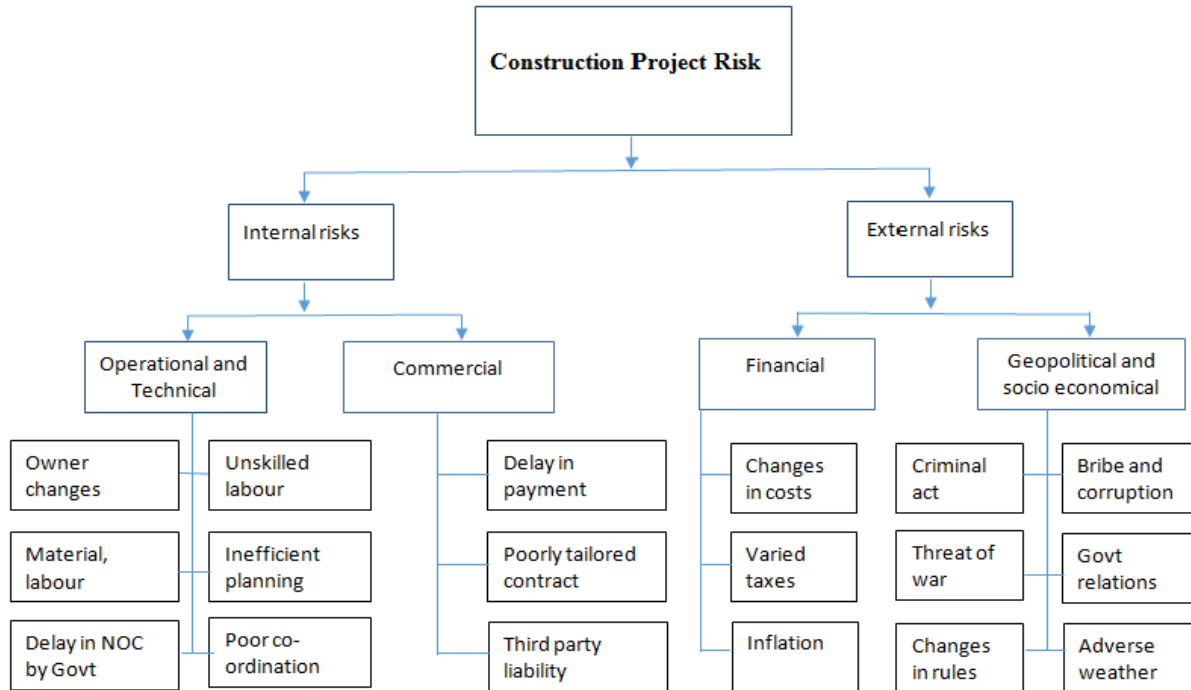 Construction Project Risk
Internal risks
External risks
Operational and
Technical
Commercial
Financial
Geopolitical and
socio economical
Owner
changes
Unskilled
labour
Delay in
payment
Changes
in costs
Criminal
act
Bribe and
corruption
Material,
labour
Inefficient
planning
Poorly tailored
contract
Varied
taxes
Threat of
war
Govt
relations
Delay in NOC
by Govt
Poor co-
ordination
Third party
liability
Inflation
Changes
in rules
Adverse
weather